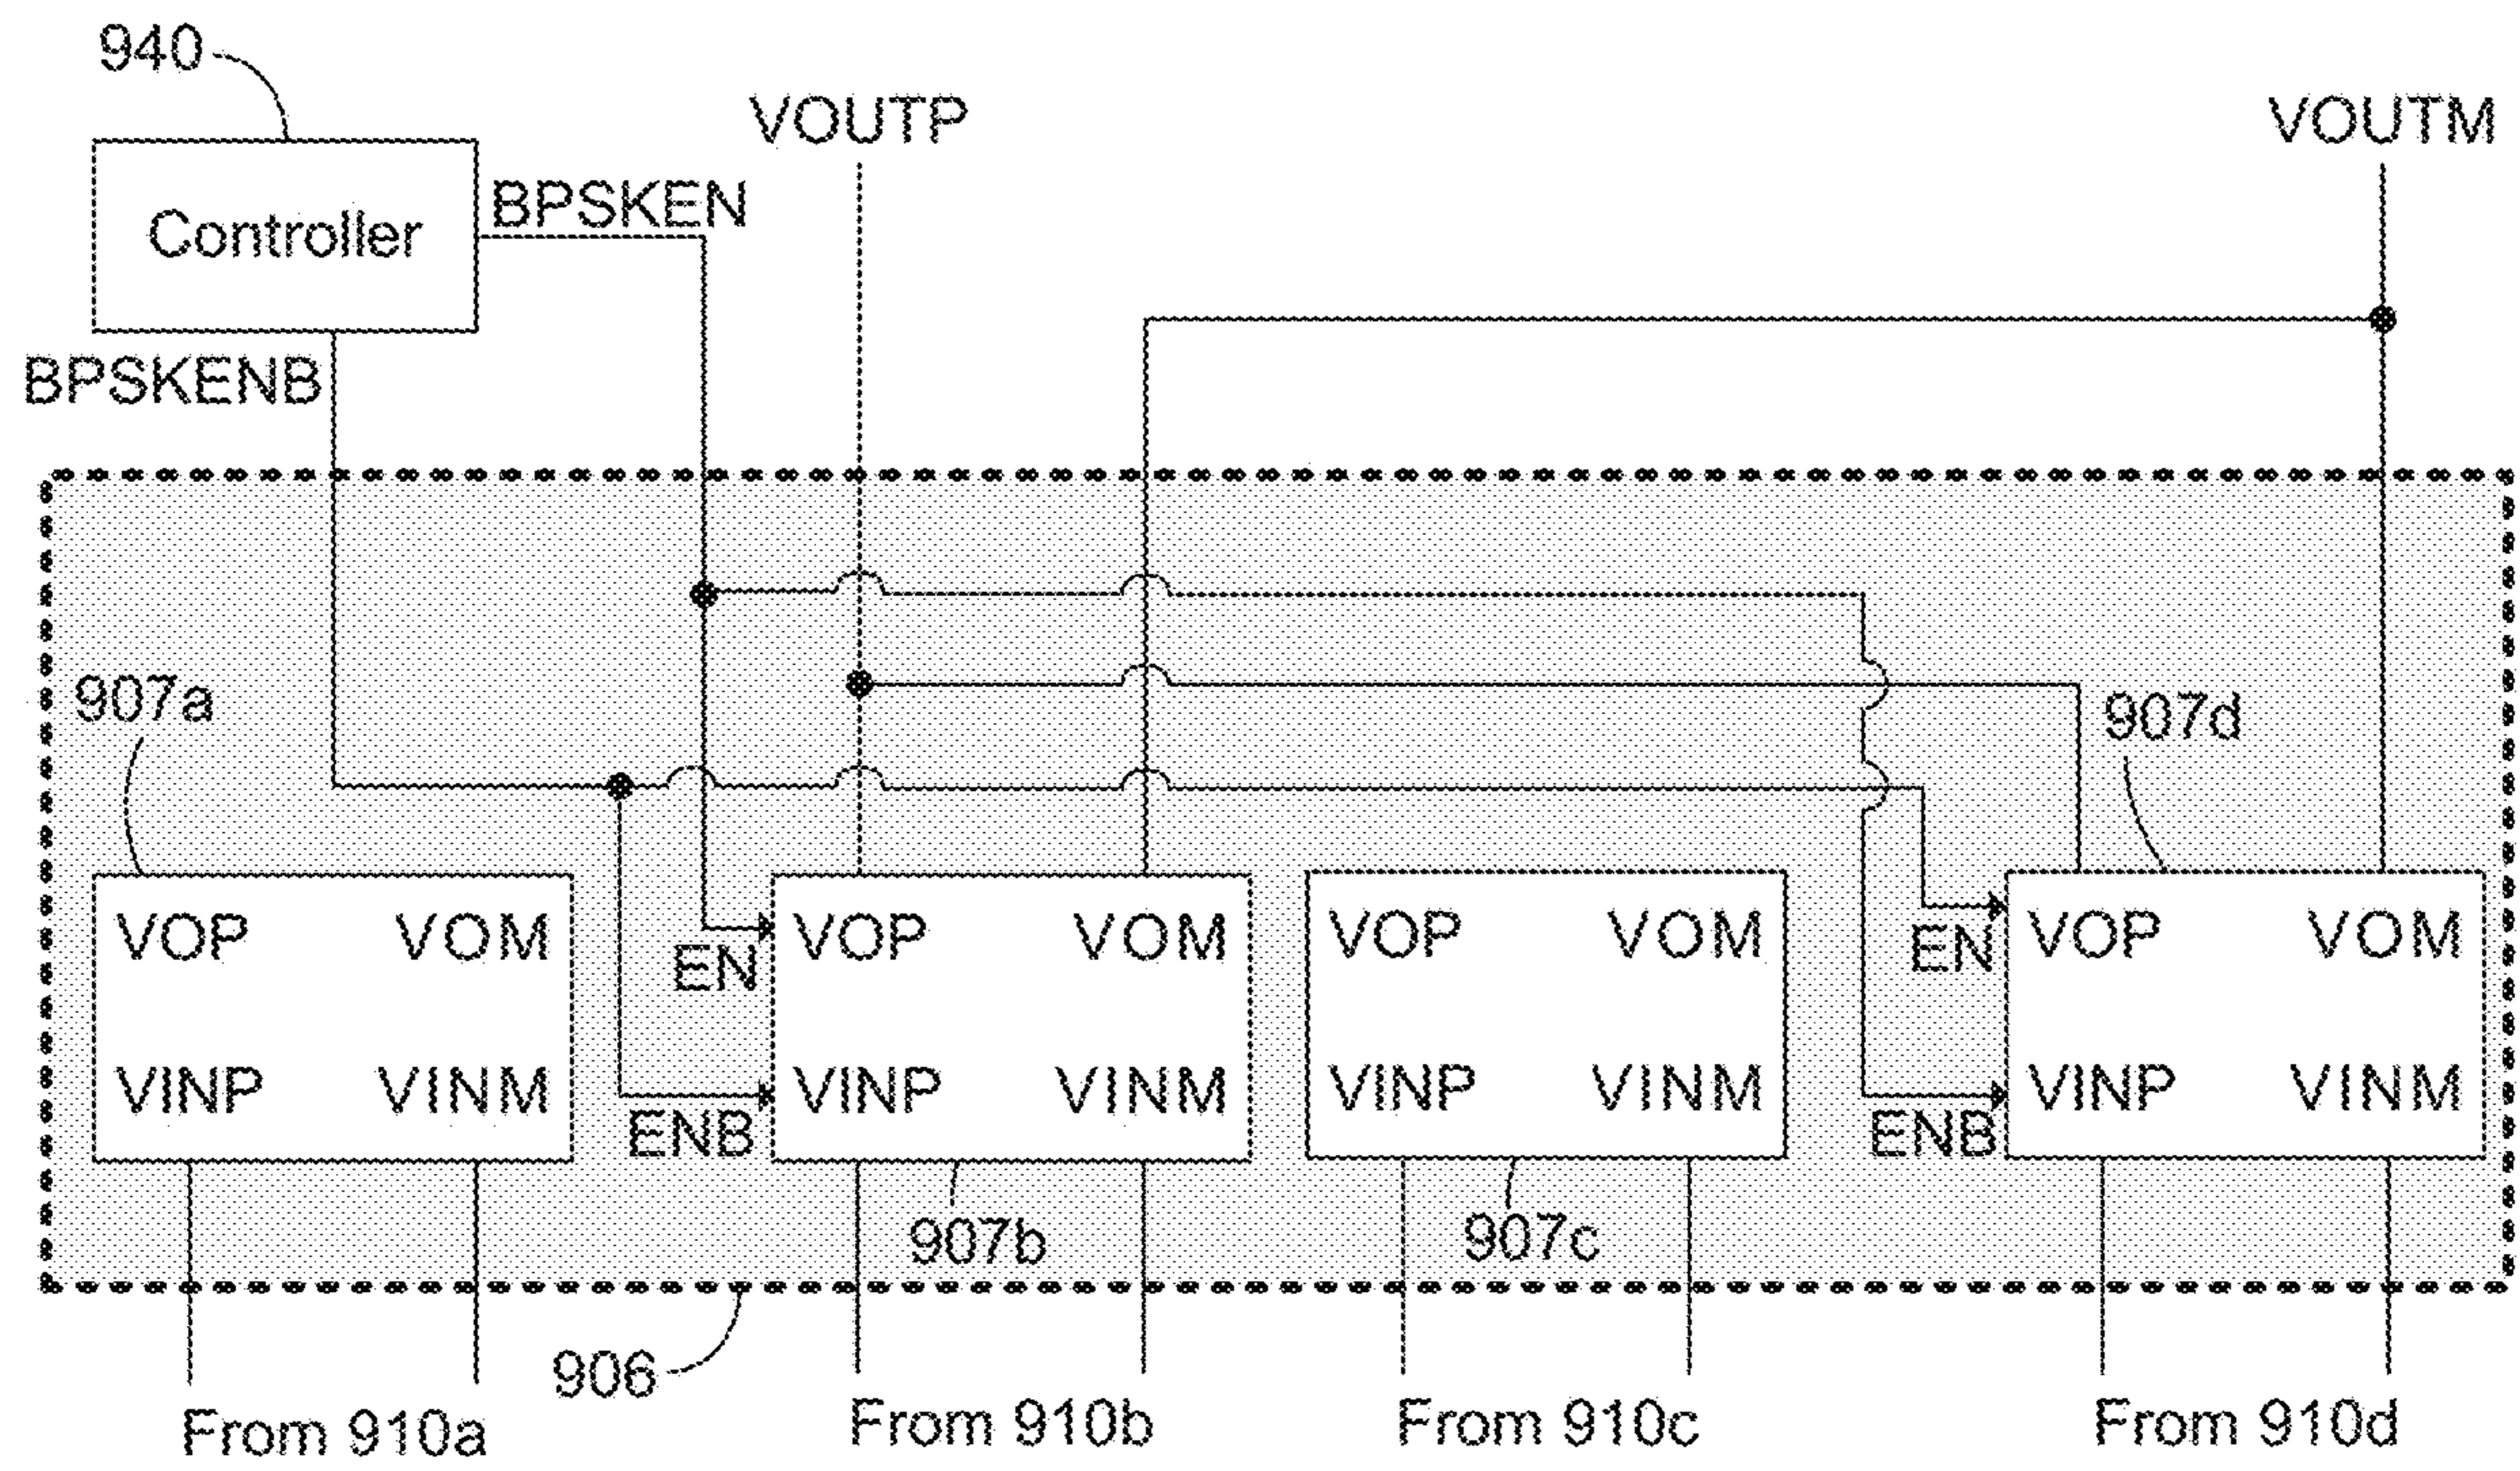 940
VOUTP
VOUTM
BPSKEN
Controller
BPSKENB
907a
907d
VOP VOM
EN
VOP VOM
VOP VOM
EN
VOP VOM
VINP VINM
ENB
VINP VINM
VINP VINM
ENB
VINP VINM
907b
907c
906
From 910a
From 910b
From 910c
From 910d